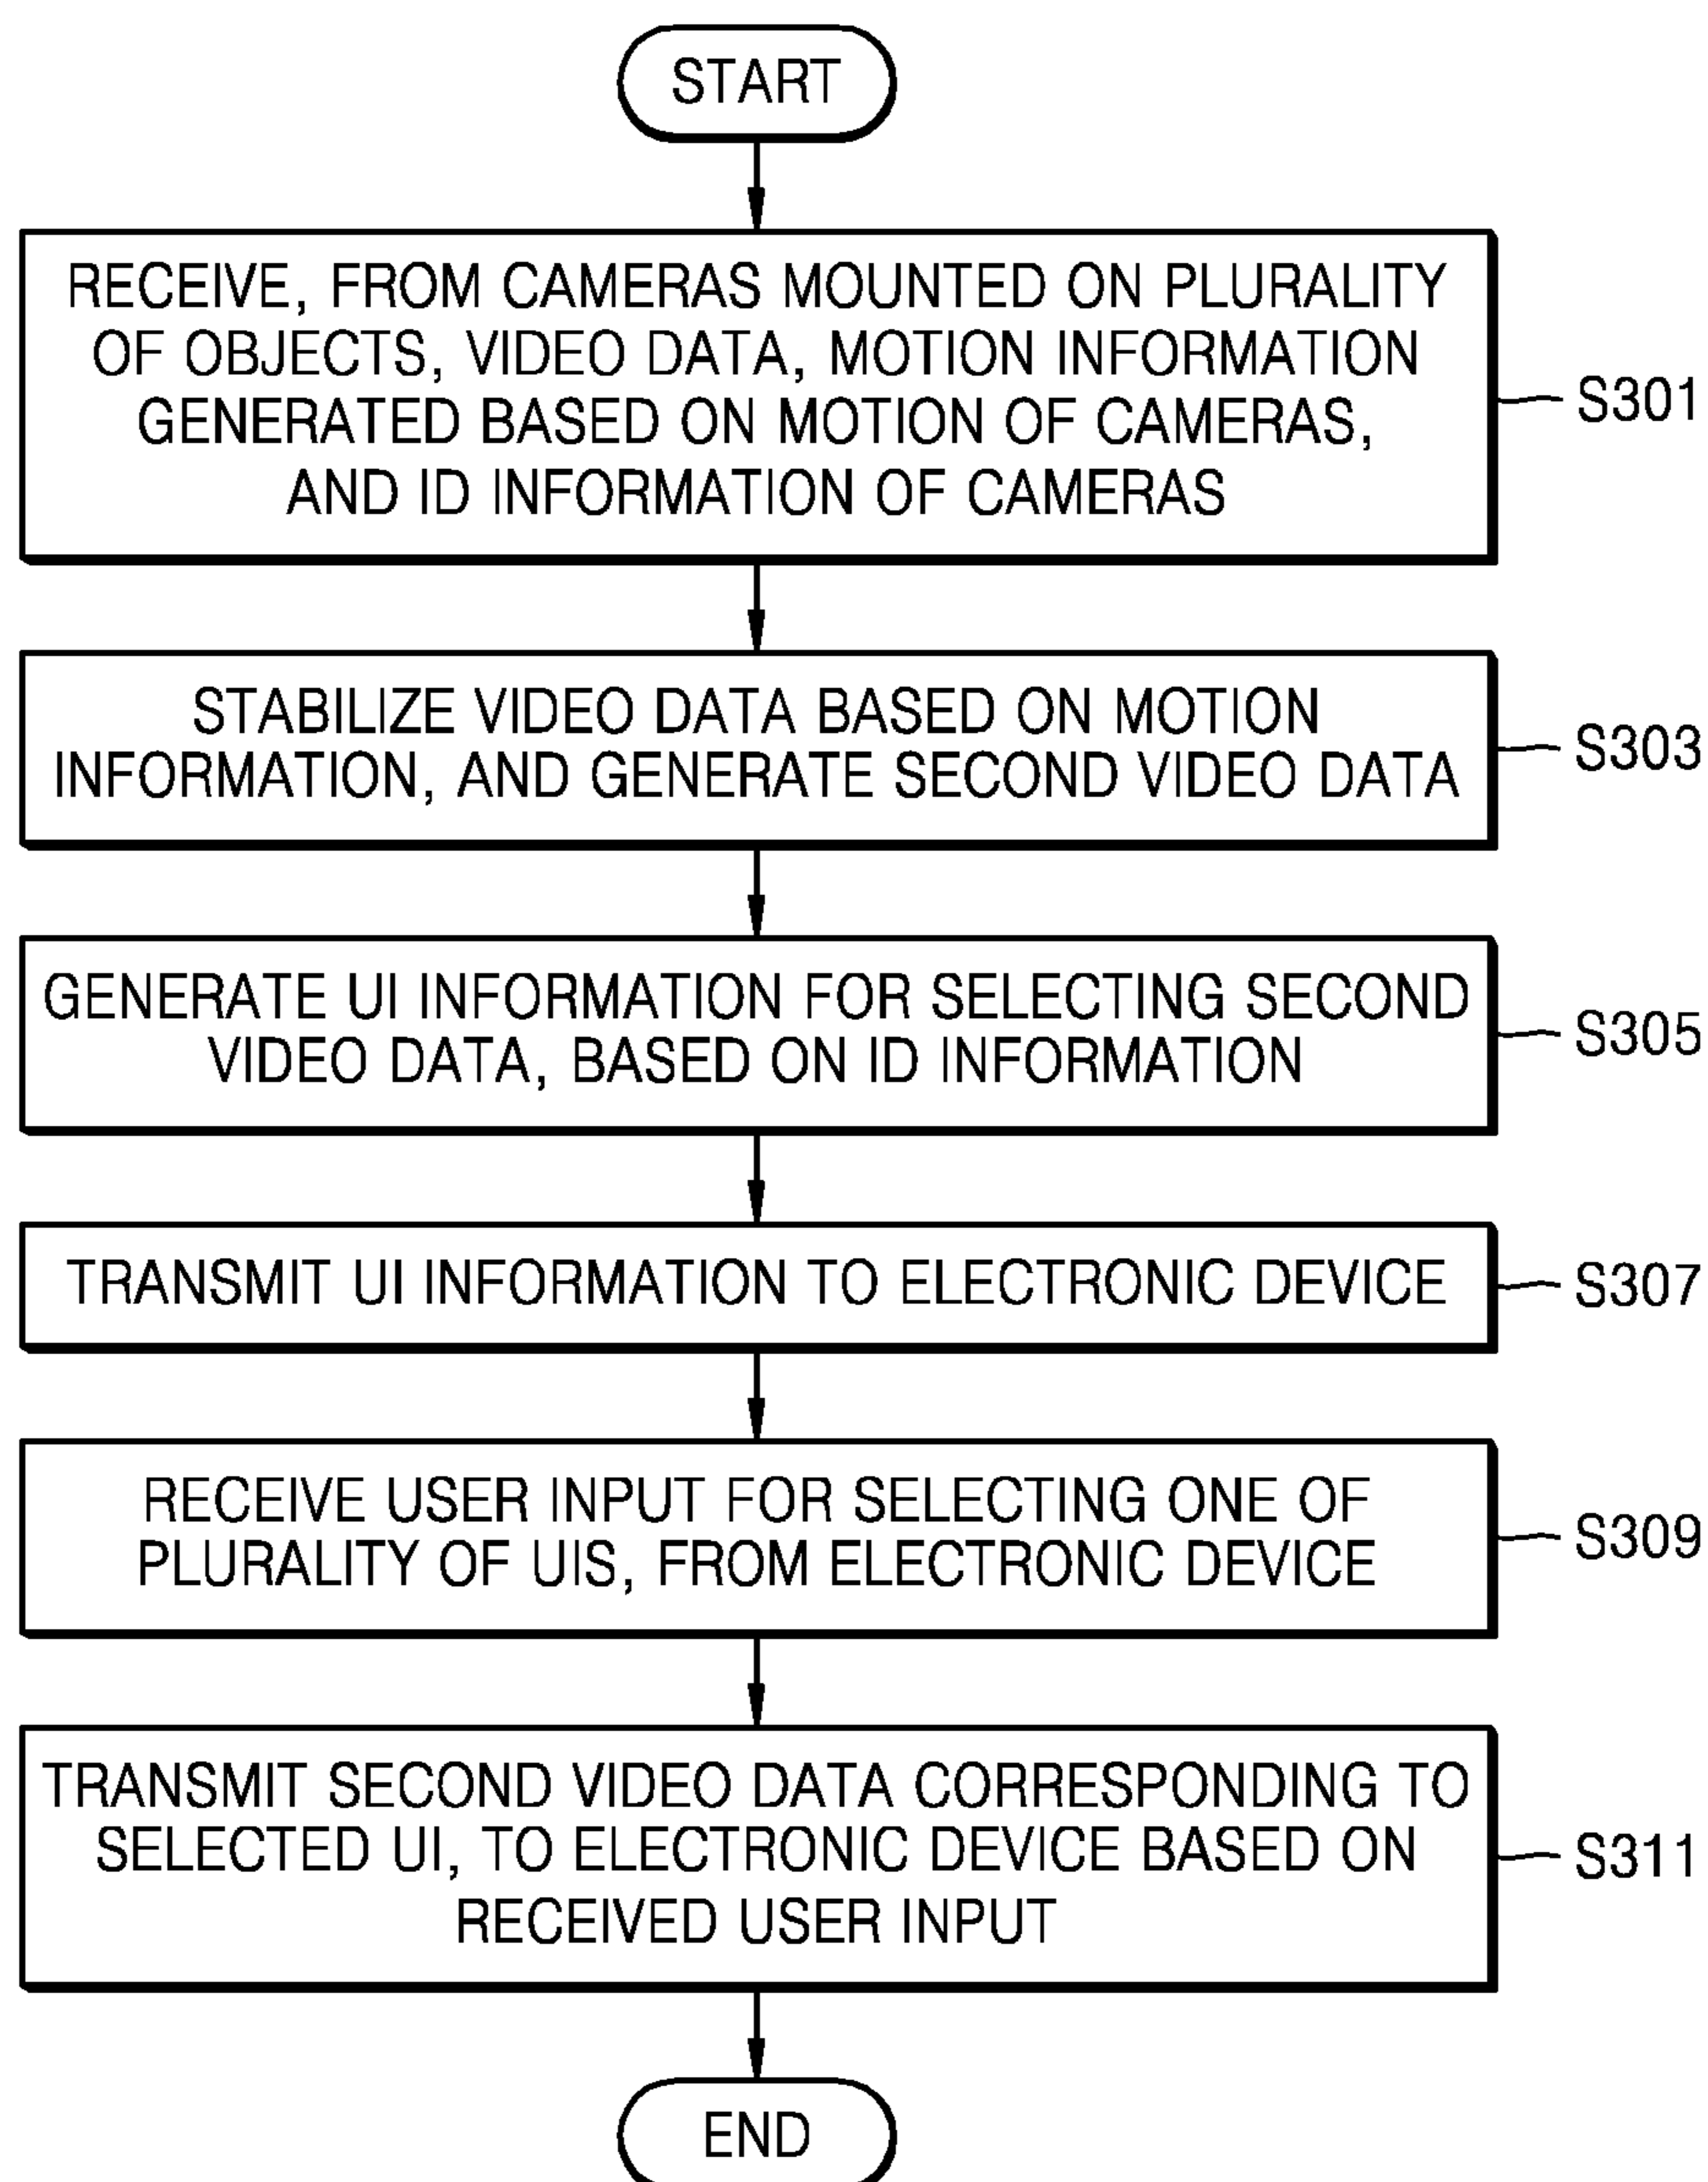 START
RECEIVE, FROM CAMERAS MOUNTED ON PLURALITY
OF OBJECTS, VIDEO DATA, MOTION INFORMATION
GENERATED BASED ON MOTION OF CAMERAS,
AND ID INFORMATION OF CAMERAS
S301
STABILIZE VIDEO DATA BASED ON MOTION
INFORMATION, AND GENERATE SECOND VIDEO DATA
S303
GENERATE UI INFORMATION FOR SELECTING SECOND
VIDEO DATA, BASED ON ID INFORMATION
S305
TRANSMIT UI INFORMATION TO ELECTRONIC DEVICE
S307
RECEIVE USER INPUT FOR SELECTING ONE OF
PLURALITY OF UIS, FROM ELECTRONIC DEVICE
S309
TRANSMIT SECOND VIDEO DATA CORRESPONDING TO
SELECTED UI, TO ELECTRONIC DEVICE BASED ON
RECEIVED USER INPUT
S311
END